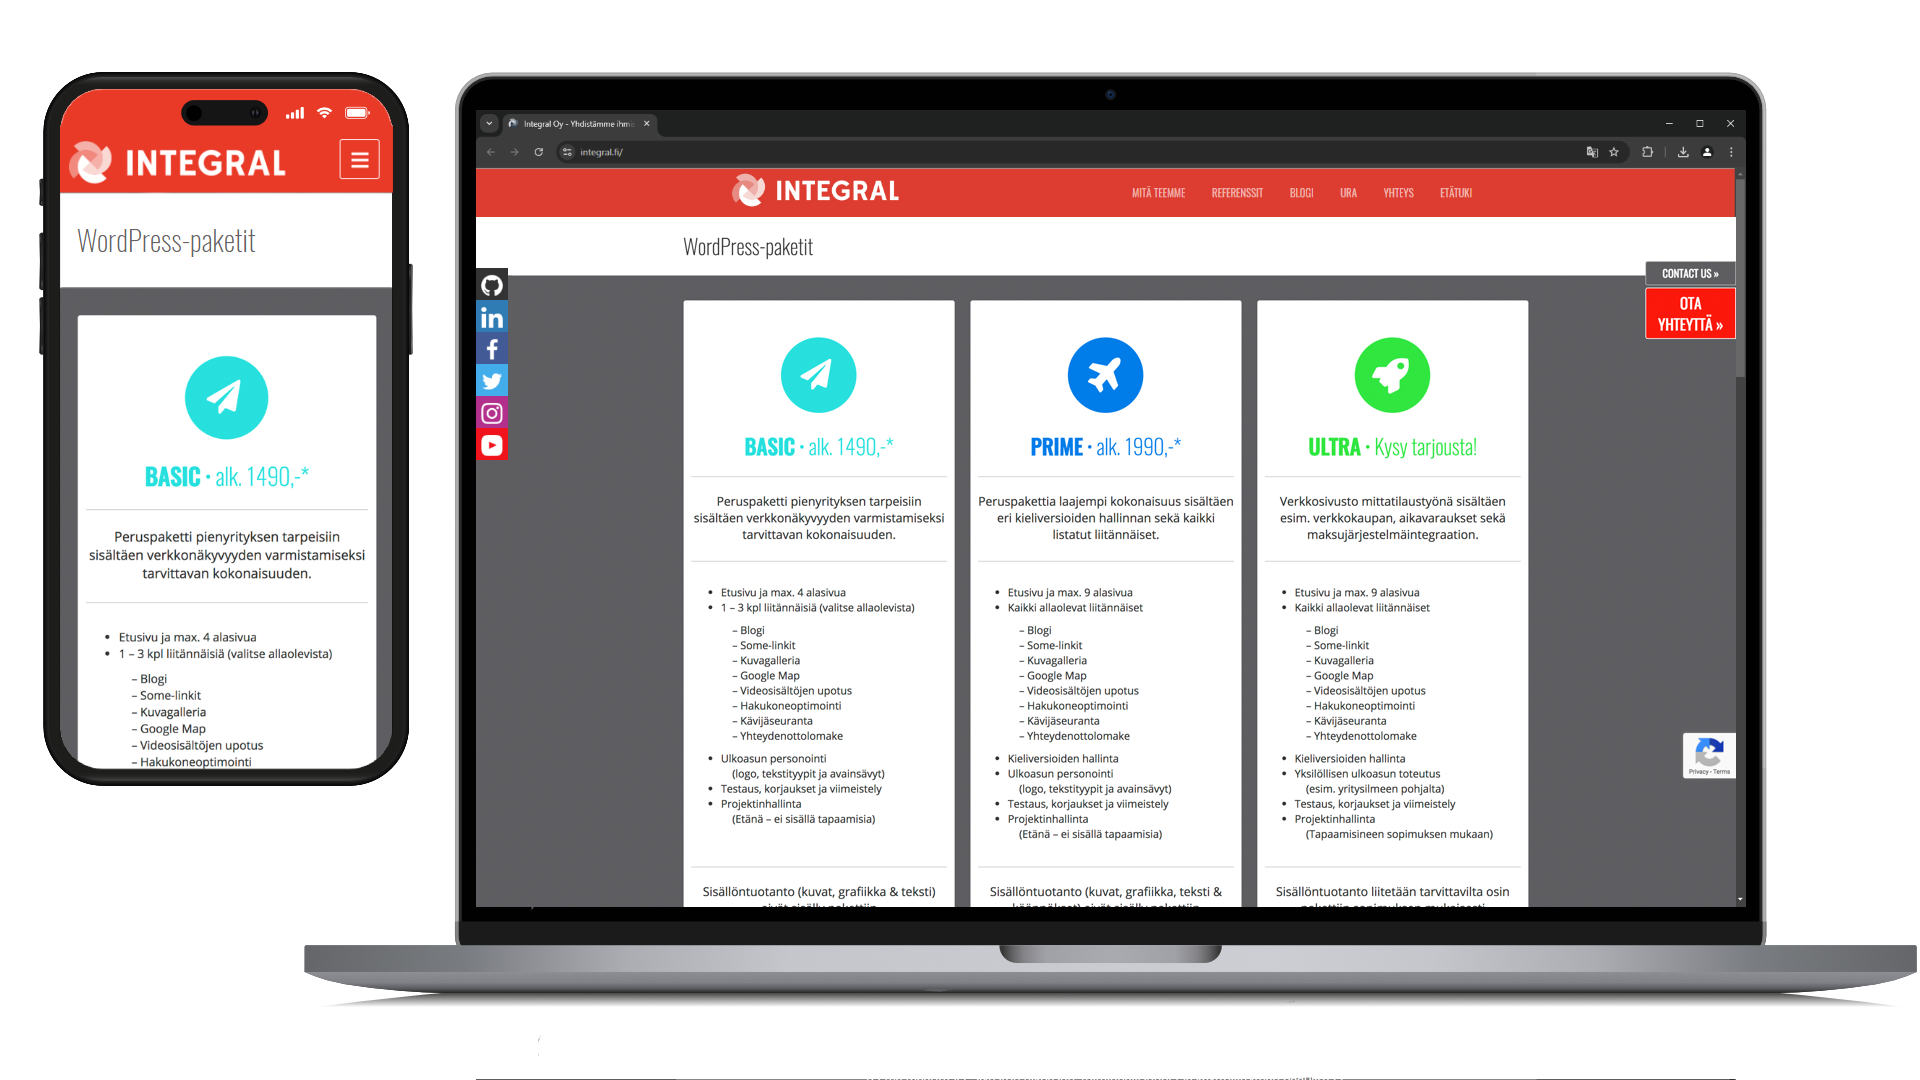 INTEGRAL
WordPress-paketit
BASIC • alk. 1490,-*
Peruspaketti pienyrityksen tarpeisiin
sisältäen verkkonäkyvyyden varmistamiseksi
tarvittavan kokonaisuuden.
• Etusivu ja max. 4 alasivua
• 1 – 3 kpl liitännäisiä (valitse allaolevista)
– Blogi
– Some-linkit
– Kuvagalleria
– Google Map
– Videosisältöjen upotus
– Hakukoneoptimointi
Integral Oy - Yhdistämme ihmi
integral.fi/
INTEGRAL
MITÄ TEEMME REFERENSSIT BLOGI URA YHTEYS ETÄTUKI
WordPress-paketit
CONTACT US »
OTA
YHTEYTTÄ »
BASIC • alk. 1490,-*
Peruspaketti pienyrityksen tarpeisiin
sisältäen verkkonäkyvyyden varmistamiseksi
tarvittavan kokonaisuuden.
• Etusivu ja max. 4 alasivua
• 1 – 3 kpl liitännäisiä (valitse allaolevista)
– Blogi
– Some-linkit
– Kuvagalleria
– Google Map
– Videosisältöjen upotus
– Hakukoneoptimointi
– Kävijäseuranta
– Yhteydenottolomake
• Ulkoasun personointi
(logo, tekstityypit ja avainsävyt)
• Testaus, korjaukset ja viimeistely
• Projektinhallinta
(Etänä – ei sisällä tapaamisia)
Sisällöntuotanto (kuvat, grafiikka & teksti)
PRIME • alk. 1990,-*
Peruspakettia laajempi kokonaisuus sisältäen
eri kieliversioiden hallinnan sekä kaikki
listatut liitännäiset.
• Etusivu ja max. 9 alasivua
• Kaikki allaolevat liitännäiset
– Blogi
– Some-linkit
– Kuvagalleria
– Google Map
– Videosisältöjen upotus
– Hakukoneoptimointi
– Kävijäseuranta
– Yhteydenottolomake
• Kieliversioiden hallinta
• Ulkoasun personointi
(logo, tekstityypit ja avainsävyt)
• Testaus, korjaukset ja viimeistely
• Projektinhallinta
(Etänä – ei sisällä tapaamisia)
Sisällöntuotanto (kuvat, grafiikka, teksti &
ULTRA • Kysy tarjousta!
Verkkosivusto mittatilaustyönä sisältäen
esim. verkkokaupan, aikavaraukset sekä
maksujärjestelmäintegraation.
• Etusivu ja max. 9 alasivua
• Kaikki allaolevat liitännäiset
– Blogi
– Some-linkit
– Kuvagalleria
– Google Map
– Videosisältöjen upotus
– Hakukoneoptimointi
– Kävijäseuranta
– Yhteydenottolomake
• Kieliversioiden hallinta
• Yksilöllisen ulkoasun toteutus
(esim. yritysilmeen pohjalta)
• Testaus, korjaukset ja viimeistely
• Projektinhallinta
(Tapaamisineen sopimuksen mukaan)
Sisällöntuotanto liitetään tarvittavilta osin
Privacy - Terms